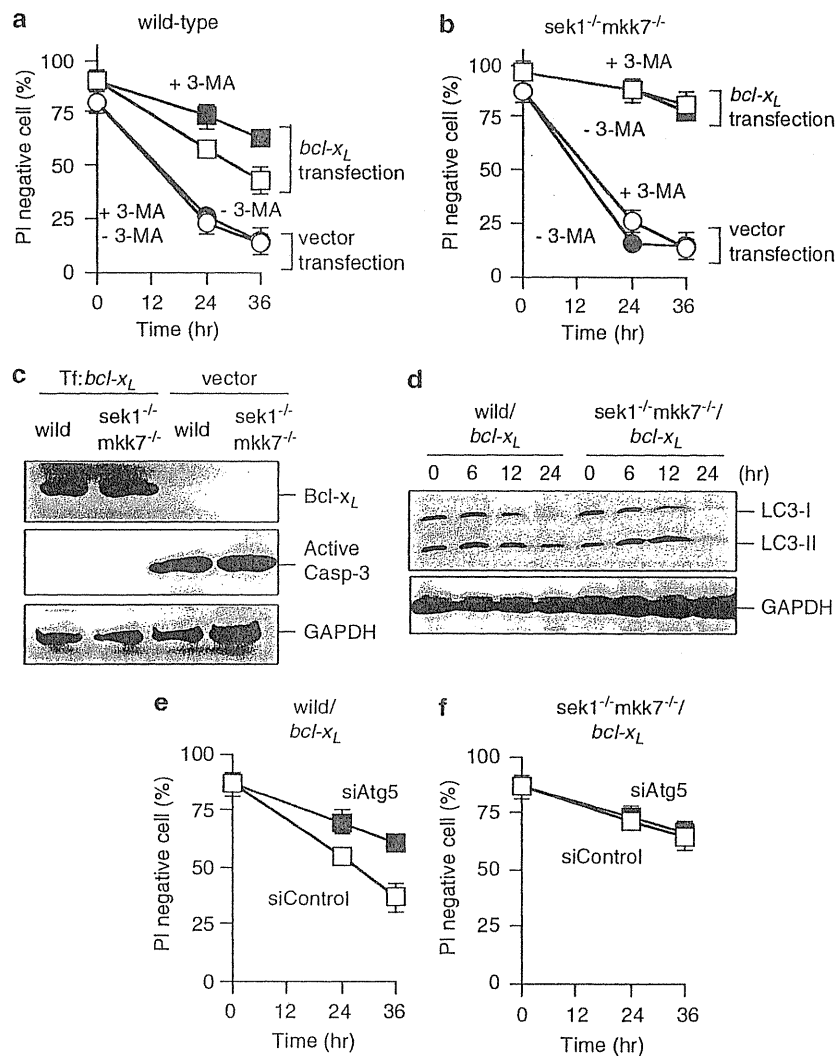 a
wild-type
100
75
50
25
0
PI negative cell (%)
+ 3-MA
+ 3-MA
- 3-MA
- 3-MA
bcl-xL
transfection
vector
transfection
0 12 24 36
Time (hr)
b
sek1-/-mkk7-/-
100
75
50
25
0
PI negative cell (%)
+ 3-MA
- 3-MA
+ 3-MA
- 3-MA
bcl-xL
transfection
vector
transfection
0 12 24 36
Time (hr)
c
Tf:bcl-xL vector
wild sek1-/- mkk7-/- wild sek1-/- mkk7-/-
Bcl-xL
Active
Casp-3
GAPDH
d
wild/
bcl-xL
sek1-/-mkk7-/-/
bcl-xL
0 6 12 24 0 6 12 24 (hr)
LC3-I
LC3-II
GAPDH
e
wild/
bcl-xL
100
75
50
25
0
PI negative cell (%)
siAtg5
siControl
0 12 24 36
Time (hr)
f
sek1-/-mkk7-/-/
bcl-xL
100
75
50
25
0
PI negative cell (%)
siAtg5
siControl
0 12 24 36
Time (hr)